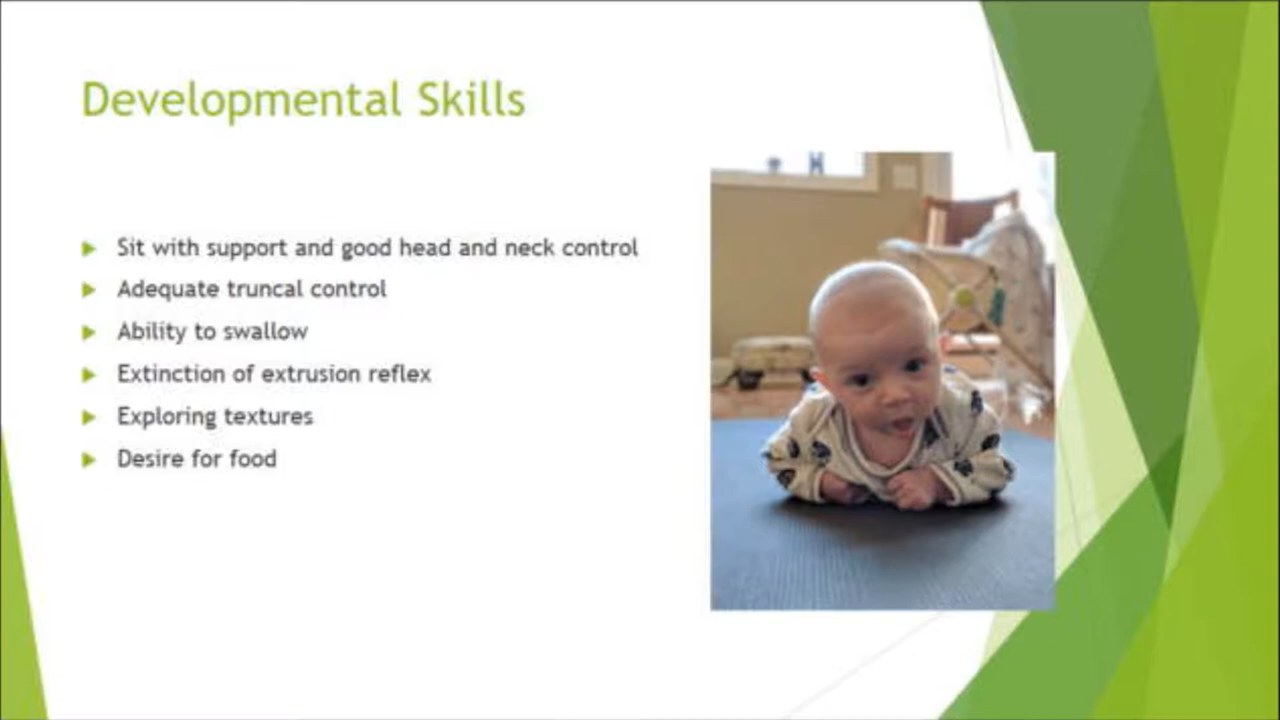 Developmental Skills
Sit with support and good head and neck control
Adequate truncal control
Ability to swallow
Extinction of extrusion reflex
Exploring textures
Desire for food